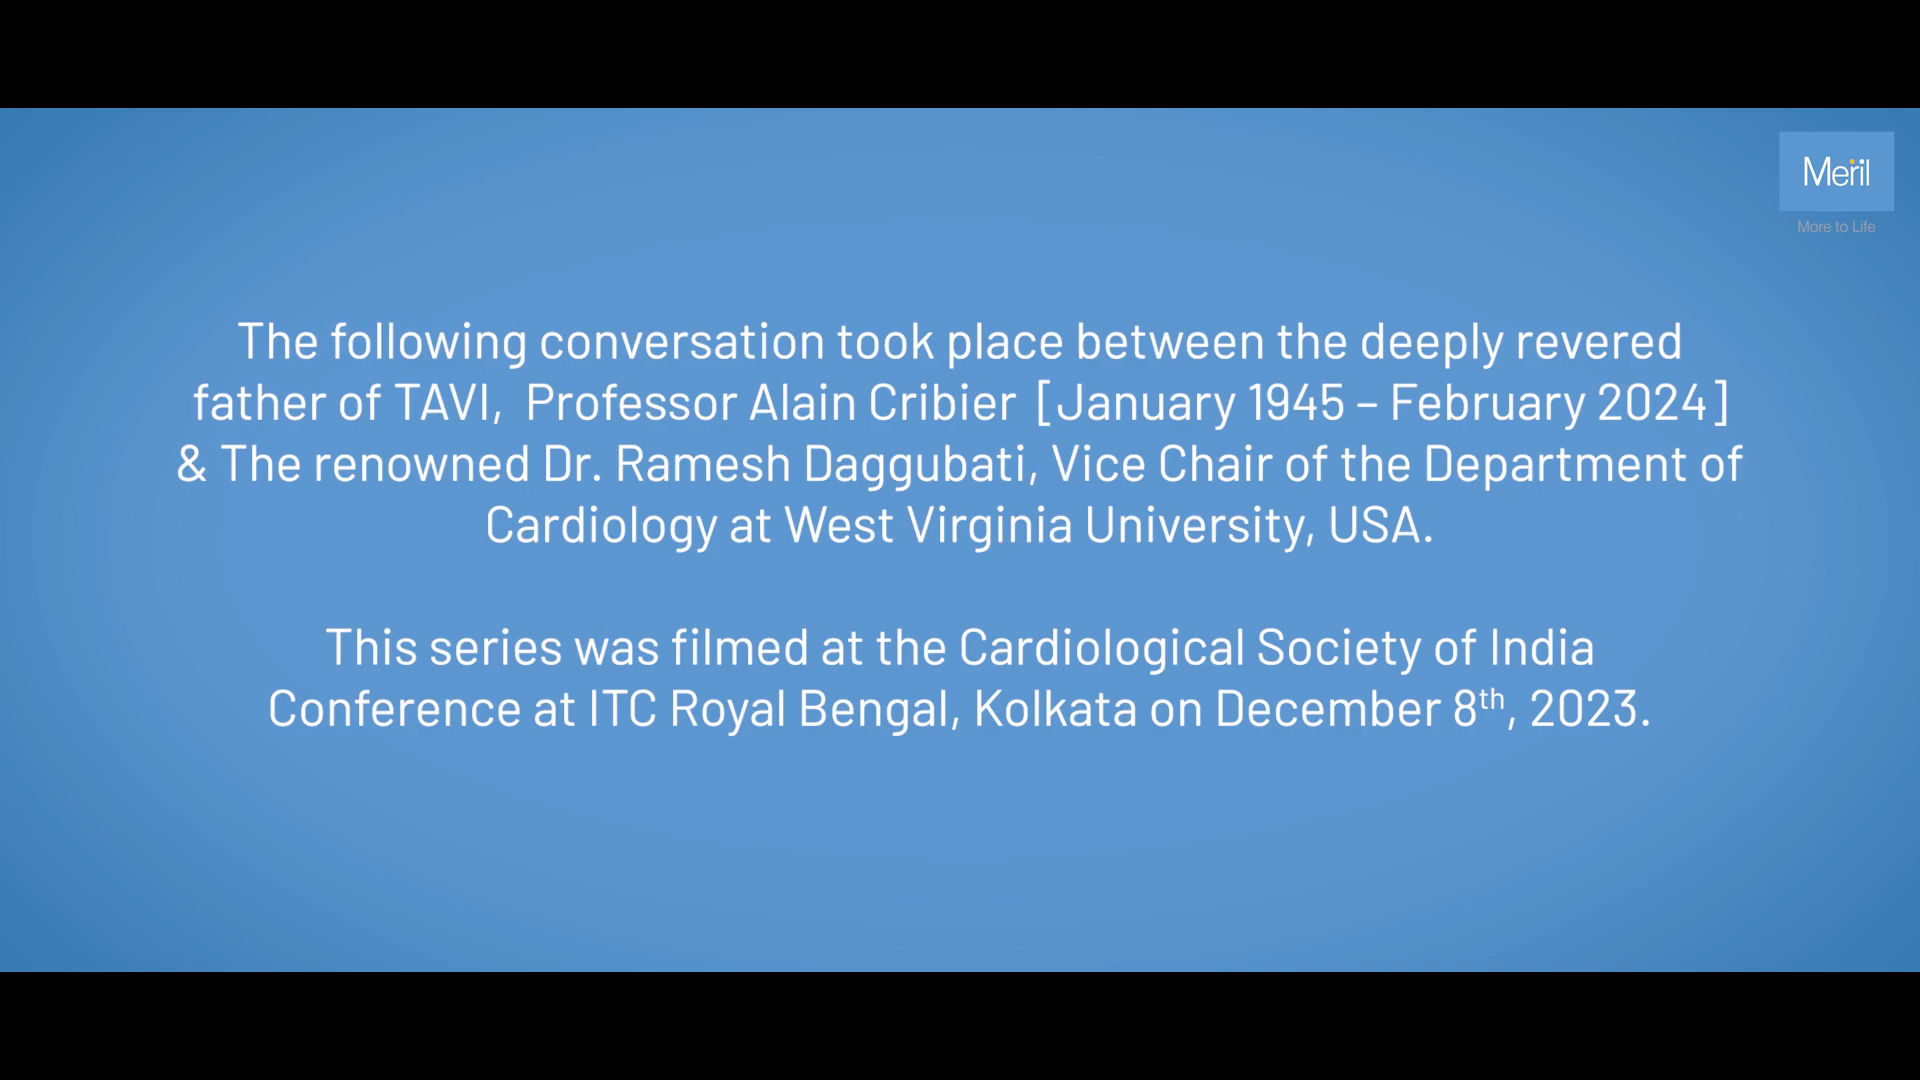 Meril
More to Life
The following conversation took place between the deeply revered
father of TAVI, Professor Alain Cribier [January 1945 – February 2024]
& The renowned Dr. Ramesh Daggubati, Vice Chair of the Department of
Cardiology at West Virginia University, USA.
This series was filmed at the Cardiological Society of India
Conference at ITC Royal Bengal, Kolkata on December 8th, 2023.